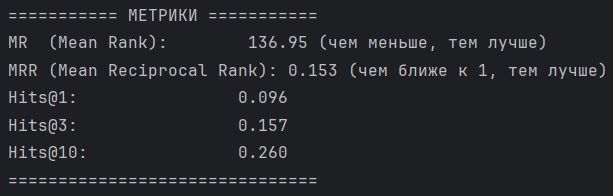 =========== МЕТРИКИ ===========
MR  (Mean Rank):        136.95 (чем меньше, тем лучше)
MRR (Mean Reciprocal Rank): 0.153 (чем ближе к 1, тем лучше)
Hits@1:                0.096
Hits@3:                0.157
Hits@10:               0.260
===============================